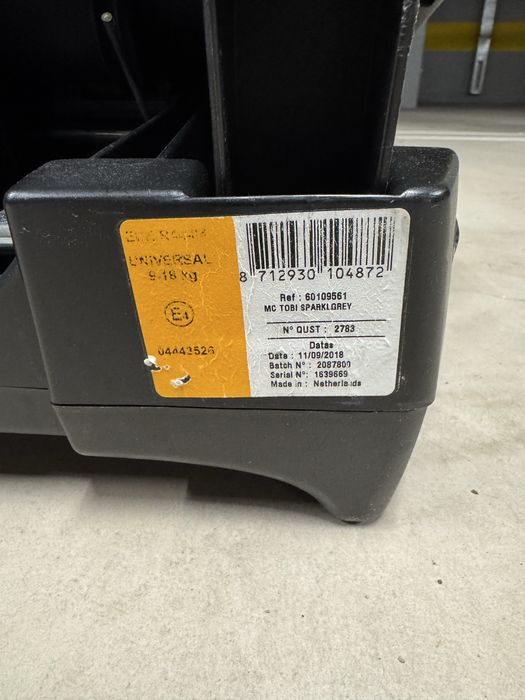 UNIVERSAL
9-18 kg
E4
04443526
8 712930 104872
Ref : 60109561
MC TOBI SPARKLGREY
N° QUST : 2783
Datas
Date : 11/09/2018
Batch N° : 2087800
Serial N° : 1639669
Made in : Netherlands